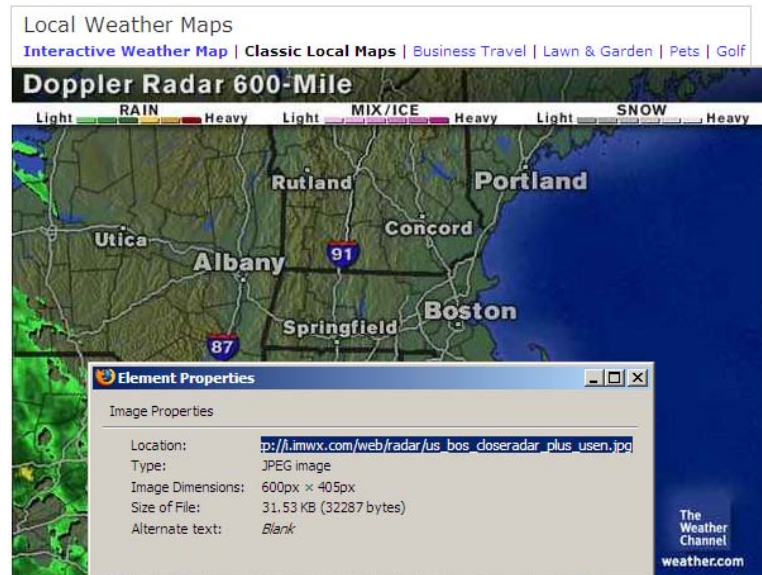 Local Weather Maps
Interactive Weather Map | Classic Local Maps | Business Travel | Lawn & Garden | Pets | Golf
Doppler Radar 600-Mile
RAIN MIX/ICE SNOW
Light Heavy Light Heavy Light Heavy
Rutland Portland
Utica Concord
Albany 91
Boston
Springfield
87
Element Properties
Image Properties
Location: p://i.imwx.com/web/radar/us_bos_closeradar_plus_usen.jpg
Type: JPEG image
Image Dimensions: 600px × 405px
Size of File: 31.53 KB (32287 bytes)
Alternate text: Blank
The
Weather
Channel
weather.com